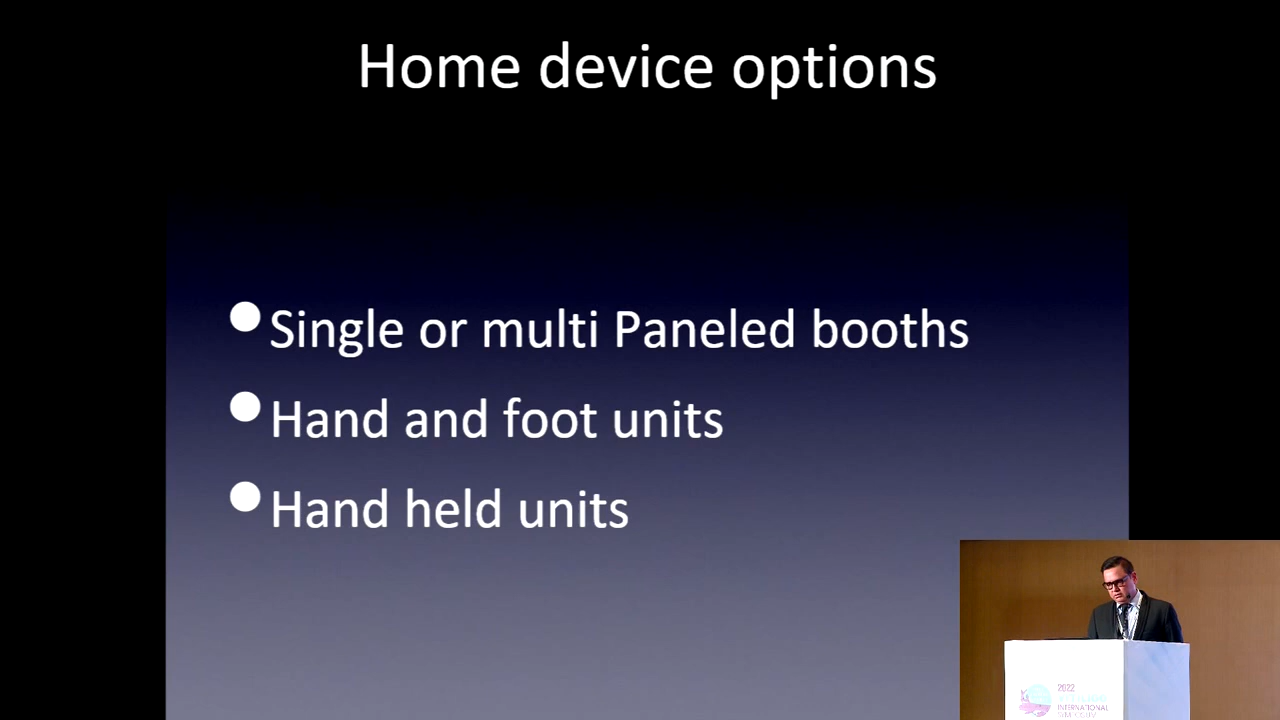 Home device options
Single or multi Paneled booths
Hand and foot units
Hand held units
2022
INTERNATIONAL